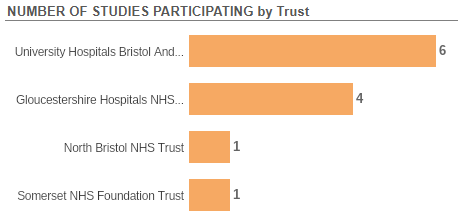 NUMBER OF STUDIES PARTICIPATING by Trust
University Hospitals Bristol And... 6
Gloucestershire Hospitals NHS... 4
North Bristol NHS Trust 1
Somerset NHS Foundation Trust 1